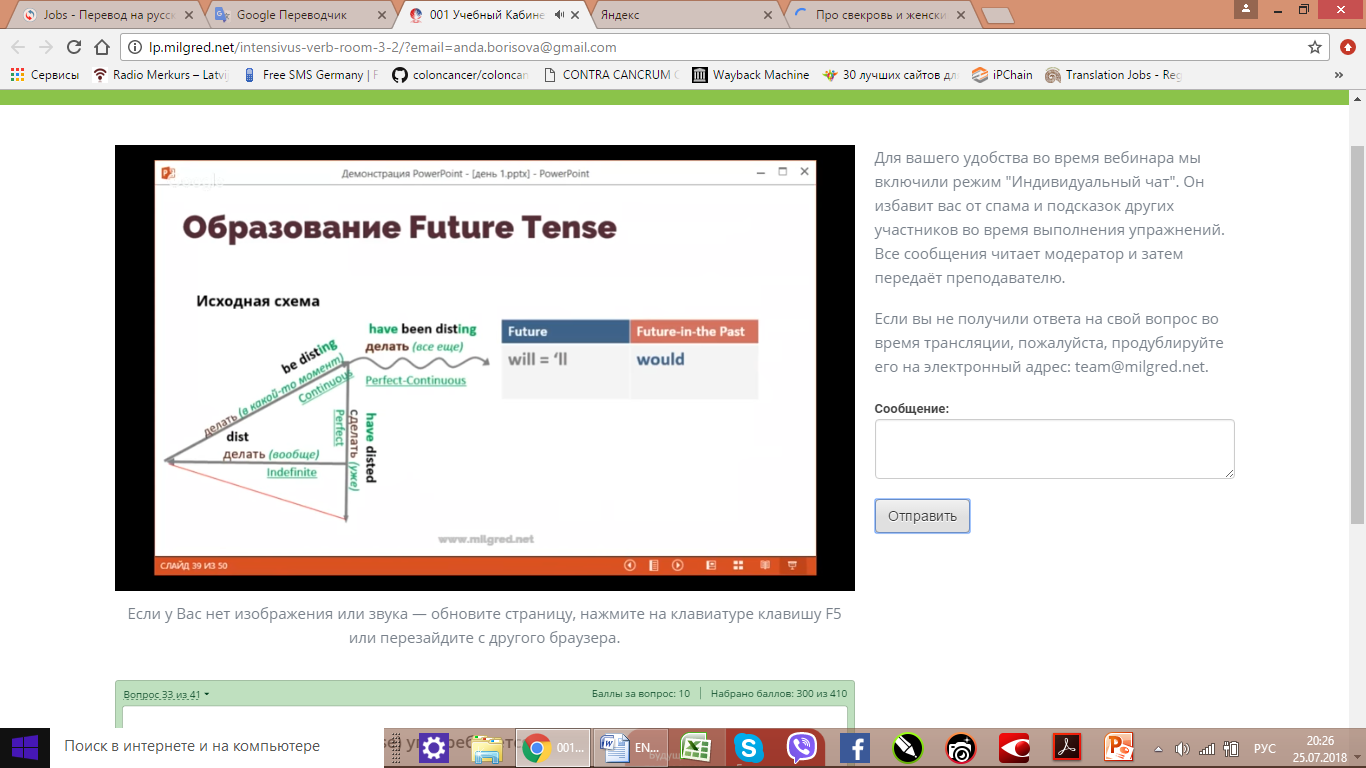 Jobs - Перевод на русск
Google Переводчик
001 Учебный Кабине
Яндекс
Про свекровь и женски
lp.milgred.net/intensivus-verb-room-3-2/?email=anda.borisova@gmail.com
Сервисы
Radio Merkurs – Latvij
Free SMS Germany | F
coloncancer/coloncan
CONTRA CANCRUM C
Wayback Machine
30 лучших сайтов дл
iPChain
Translation Jobs - Reg
»
Демонстрация PowerPoint - [день 1.pptx] - PowerPoint
Образование Future Tense
Исходная схема
be disting
делать (в какой-то момент)
Continuous
have been disting
делать (все еще)
Perfect-Continuous
dist
делать (вообще)
Indefinite
have disted
сделать (уже)
Perfect
Future
Future-in-the Past
will = ‘ll
would
www.milgred.net
СЛАЙД 39 ИЗ 50
Если у Вас нет изображения или звука — обновите страницу, нажмите на клавиатуре клавишу F5
или перезайдите с другого браузера.
Для вашего удобства во время вебинара мы
включили режим "Индивидуальный чат". Он
избавит вас от спама и подсказок других
участников во время выполнения упражнений.
Все сообщения читает модератор и затем
передаёт преподавателю.
Если вы не получили ответа на свой вопрос во
время трансляции, пожалуйста, продублируйте
его на электронный адрес: team@milgred.net.
Сообщение:
Отправить
Вопрос 33 из 41
Баллы за вопрос: 10
Набрано баллов: 300 из 410
Поиск в интернете и на компьютере
001...
EN...
РУС
20:26
25.07.2018